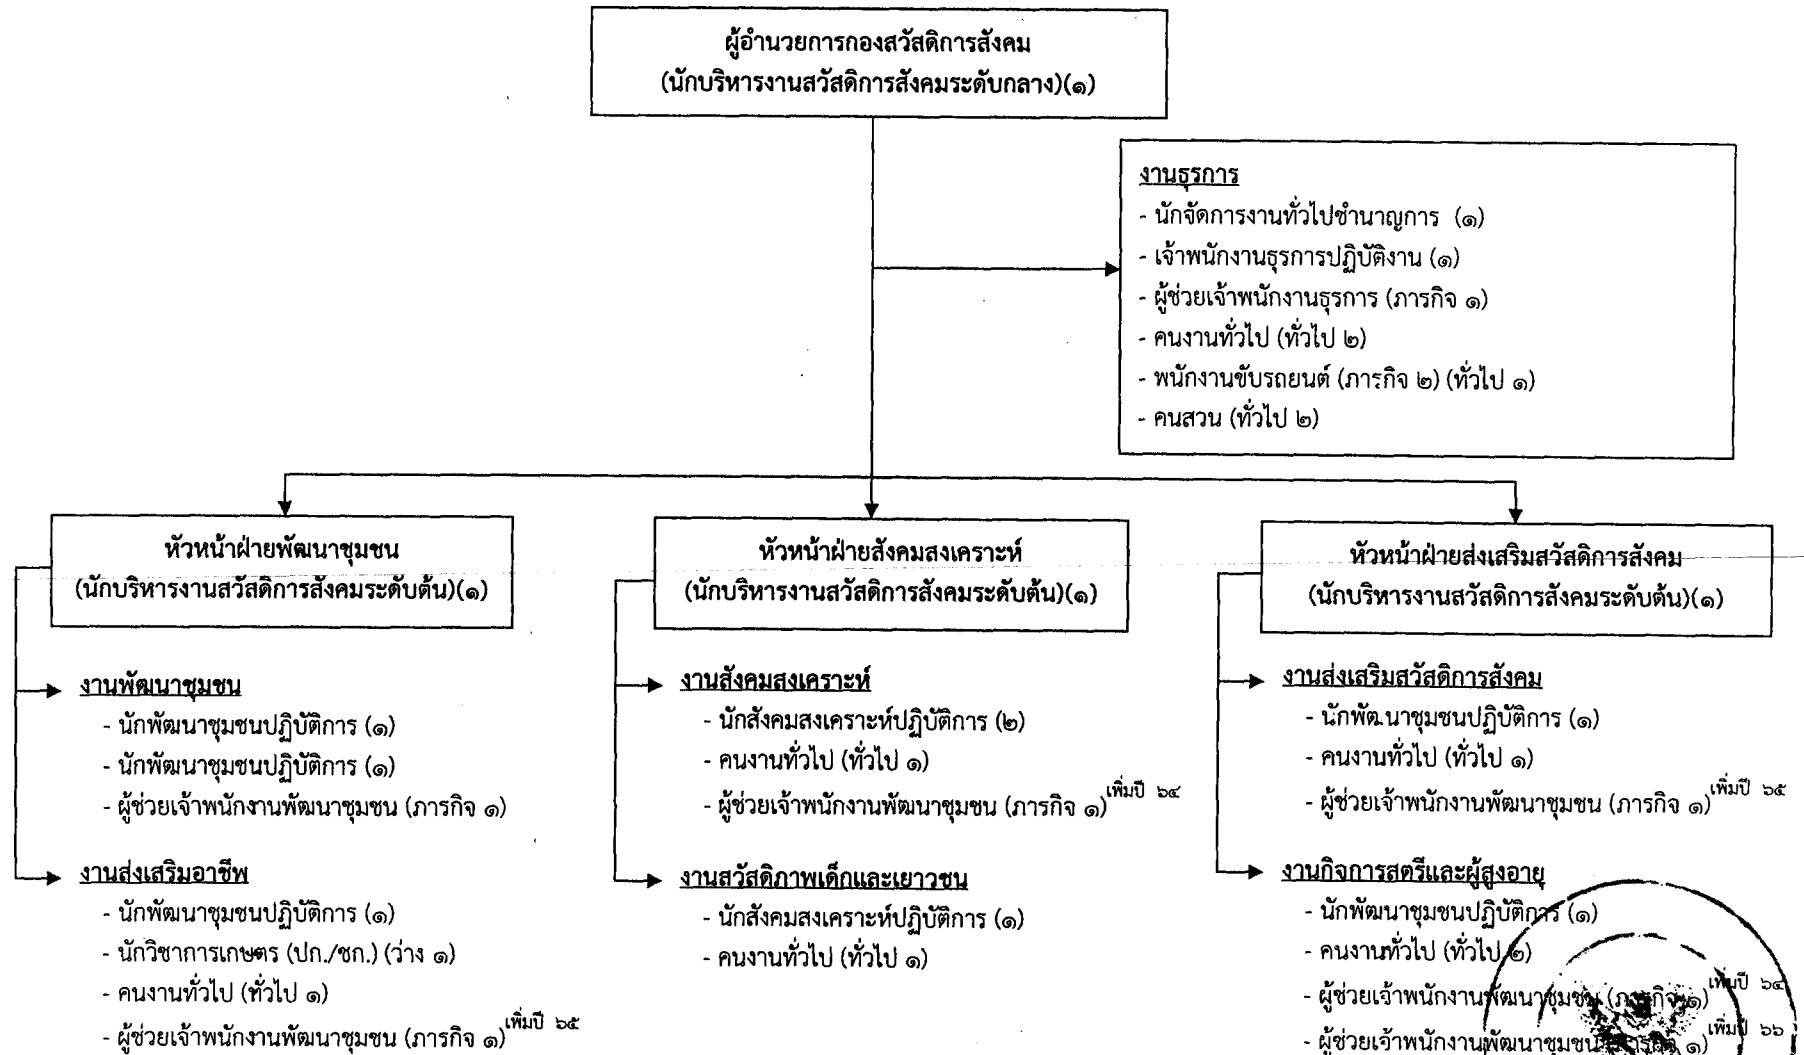 ผู้อำนวยการกองสวัสดิการสังคม
(นักบริหารงานสวัสดิการสังคมระดับกลาง)(๑)
งานธุรการ
- นักจัดการงานทั่วไปชำนาญการ (๑)
- เจ้าพนักงานธุรการปฏิบัติงาน (๑)
- ผู้ช่วยเจ้าพนักงานธุรการ (ภารกิจ ๑)
- คนงานทั่วไป (ทั่วไป ๒)
- พนักงานขับรถยนต์ (ภารกิจ ๒) (ทั่วไป ๑)
- คนสวน (ทั่วไป ๒)
หัวหน้าฝ่ายพัฒนาชุมชน
(นักบริหารงานสวัสดิการสังคมระดับต้น)(๑)
งานพัฒนาชุมชน
- นักพัฒนาชุมชนปฏิบัติการ (๑)
- นักพัฒนาชุมชนปฏิบัติการ (๑)
- ผู้ช่วยเจ้าพนักงานพัฒนาชุมชน (ภารกิจ ๑)
งานส่งเสริมอาชีพ
- นักพัฒนาชุมชนปฏิบัติการ (๑)
- นักวิชาการเกษตร (ปก./ชก.) (ว่าง ๑)
- คนงานทั่วไป (ทั่วไป ๑)
- ผู้ช่วยเจ้าพนักงานพัฒนาชุมชน (ภารกิจ ๑) เพิ่มปี ๖๕
หัวหน้าฝ่ายสังคมสงเคราะห์
(นักบริหารงานสวัสดิการสังคมระดับต้น)(๑)
งานสังคมสงเคราะห์
- นักสังคมสงเคราะห์ปฏิบัติการ (๒)
- คนงานทั่วไป (ทั่วไป ๑)
- ผู้ช่วยเจ้าพนักงานพัฒนาชุมชน (ภารกิจ ๑) เพิ่มปี ๖๔
งานสวัสดิภาพเด็กและเยาวชน
- นักสังคมสงเคราะห์ปฏิบัติการ (๑)
- คนงานทั่วไป (ทั่วไป ๑)
หัวหน้าฝ่ายส่งเสริมสวัสดิการสังคม
(นักบริหารงานสวัสดิการสังคมระดับต้น)(๑)
งานส่งเสริมสวัสดิการสังคม
- นักพัฒนาชุมชนปฏิบัติการ (๑)
- คนงานทั่วไป (ทั่วไป ๑)
- ผู้ช่วยเจ้าพนักงานพัฒนาชุมชน (ภารกิจ ๑) เพิ่มปี ๖๕
งานกิจการสตรีและผู้สูงอายุ
- นักพัฒนาชุมชนปฏิบัติการ (๑)
- คนงานทั่วไป (ทั่วไป ๒)
- ผู้ช่วยเจ้าพนักงานพัฒนาชุมชน (ภารกิจ ๑) เพิ่มปี ๖๔
- ผู้ช่วยเจ้าพนักงานพัฒนาชุมชน (ภารกิจ ๑) เพิ่มปี ๖๖